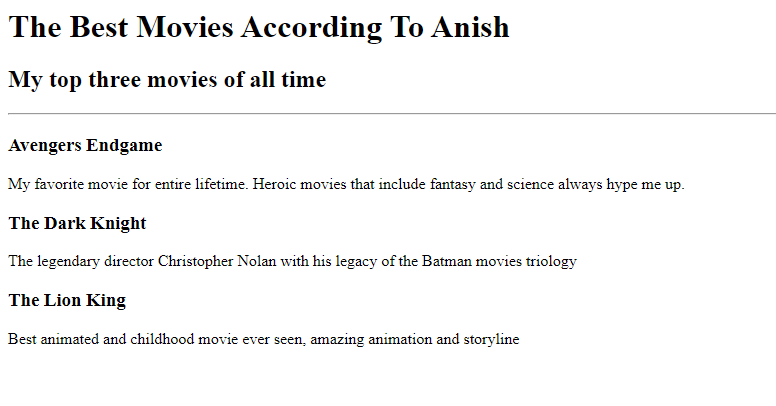 The Best Movies According To Anish
My top three movies of all time
Avengers Endgame
My favorite movie for entire lifetime. Heroic movies that include fantasy and science always hype me up.
The Dark Knight
The legendary director Christopher Nolan with his legacy of the Batman movies triology
The Lion King
Best animated and childhood movie ever seen, amazing animation and storyline